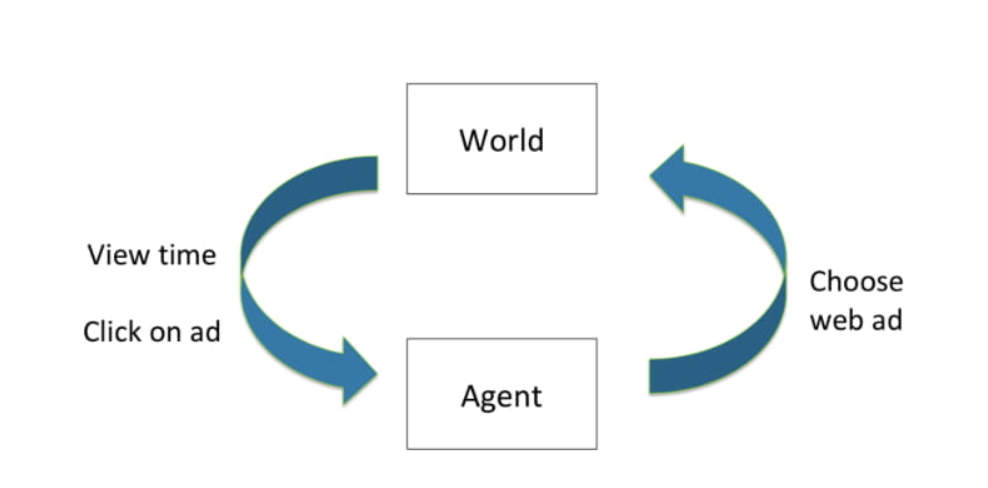 World
View time
Click on ad
Choose
web ad
Agent